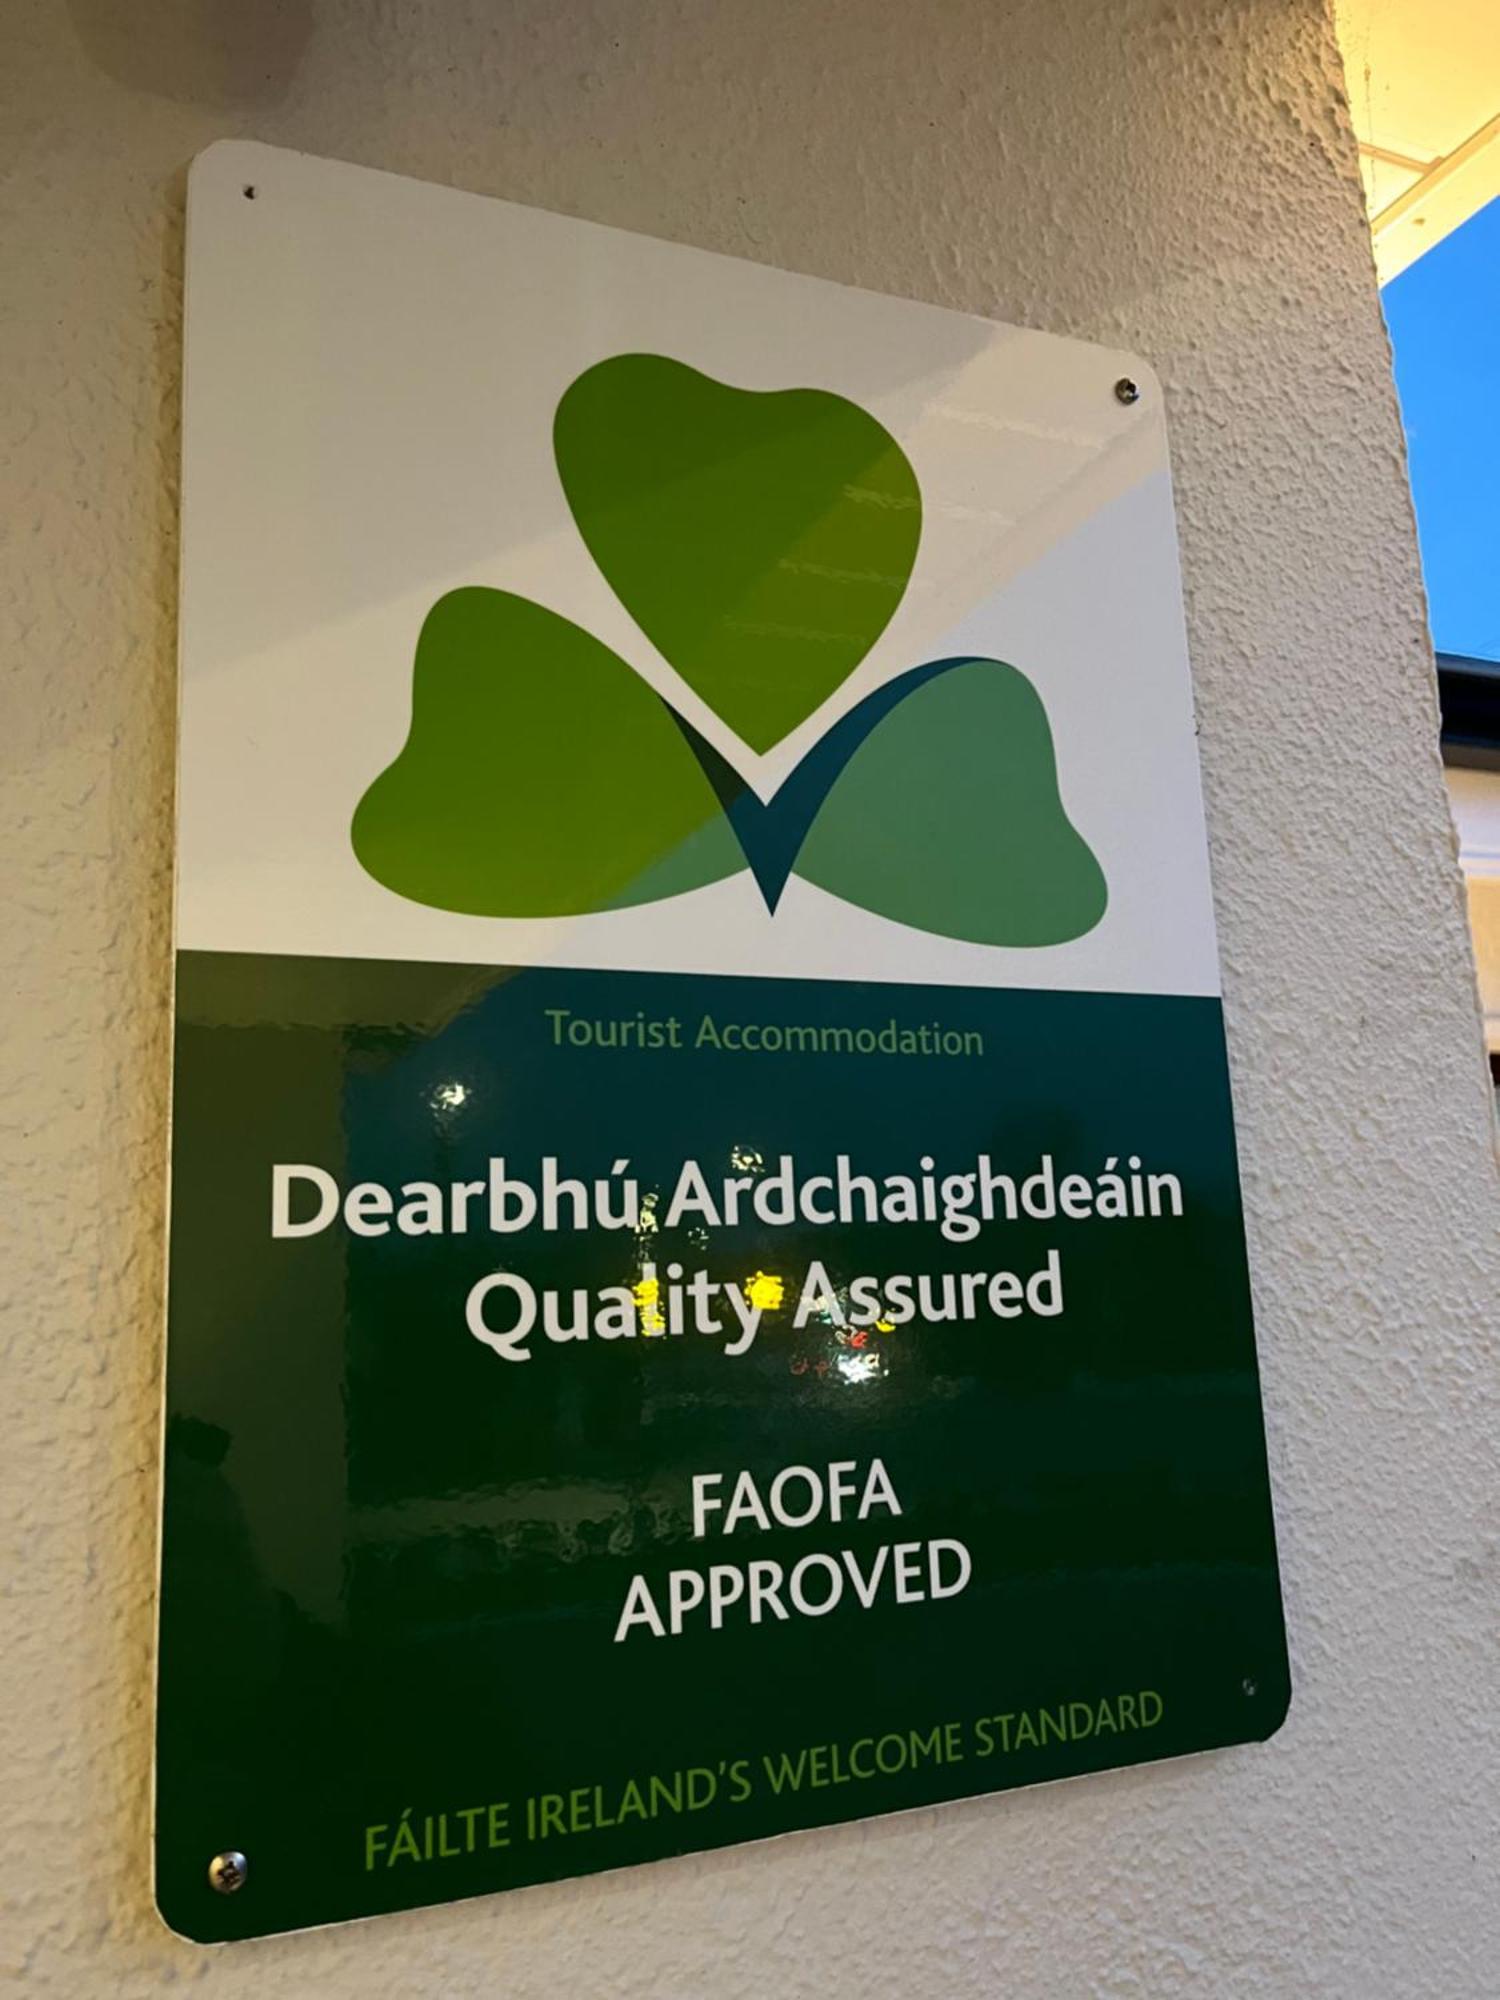 Tourist Accommodation
Dearbhú Ardchaighdeáin
Quality Assured
FAOFA
APPROVED
FÁILTE IRELAND'S WELCOME STANDARD